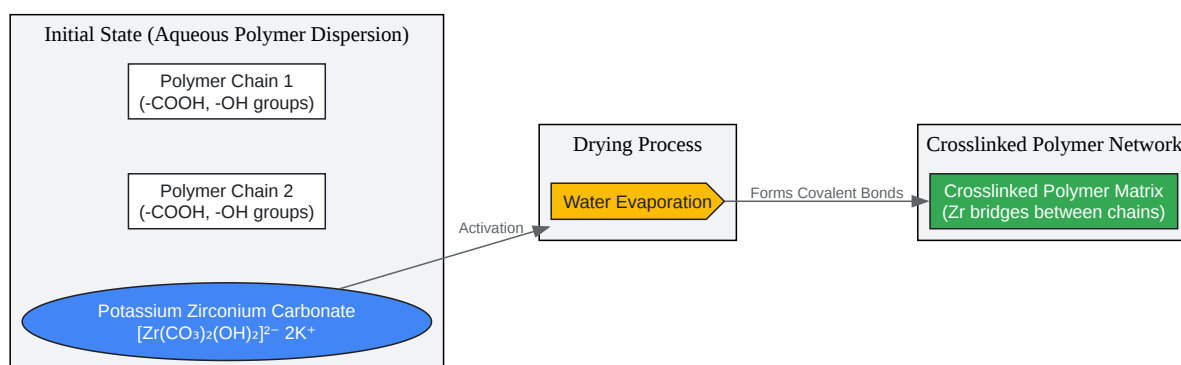 Initial State (Aqueous Polymer Dispersion)
Polymer Chain 1
(-COOH, -OH groups)
Polymer Chain 2
(-COOH, -OH groups)
Potassium Zirconium Carbonate
[Zr(CO₃)₂(OH)₂]²⁻ 2K⁺
Activation
Drying Process
Water Evaporation
Forms Covalent Bonds
Crosslinked Polymer Network
Crosslinked Polymer Matrix
(Zr bridges between chains)